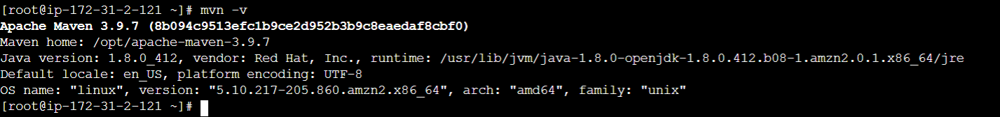 [root@ip-172-31-2-121 ~]# mvn -v
Apache Maven 3.9.7 (8b094c9513efc1b9ce2d952b3b9c8eaedaf8cbf0)
Maven home: /opt/apache-maven-3.9.7
Java version: 1.8.0_412, vendor: Red Hat, Inc., runtime: /usr/lib/jvm/java-1.8.0-openjdk-1.8.0.412.b08-1.amzn2.0.1.x86_64/jre
Default locale: en_US, platform encoding: UTF-8
OS name: "linux", version: "5.10.217-205.860.amzn2.x86_64", arch: "amd64", family: "unix"
[root@ip-172-31-2-121 ~]#